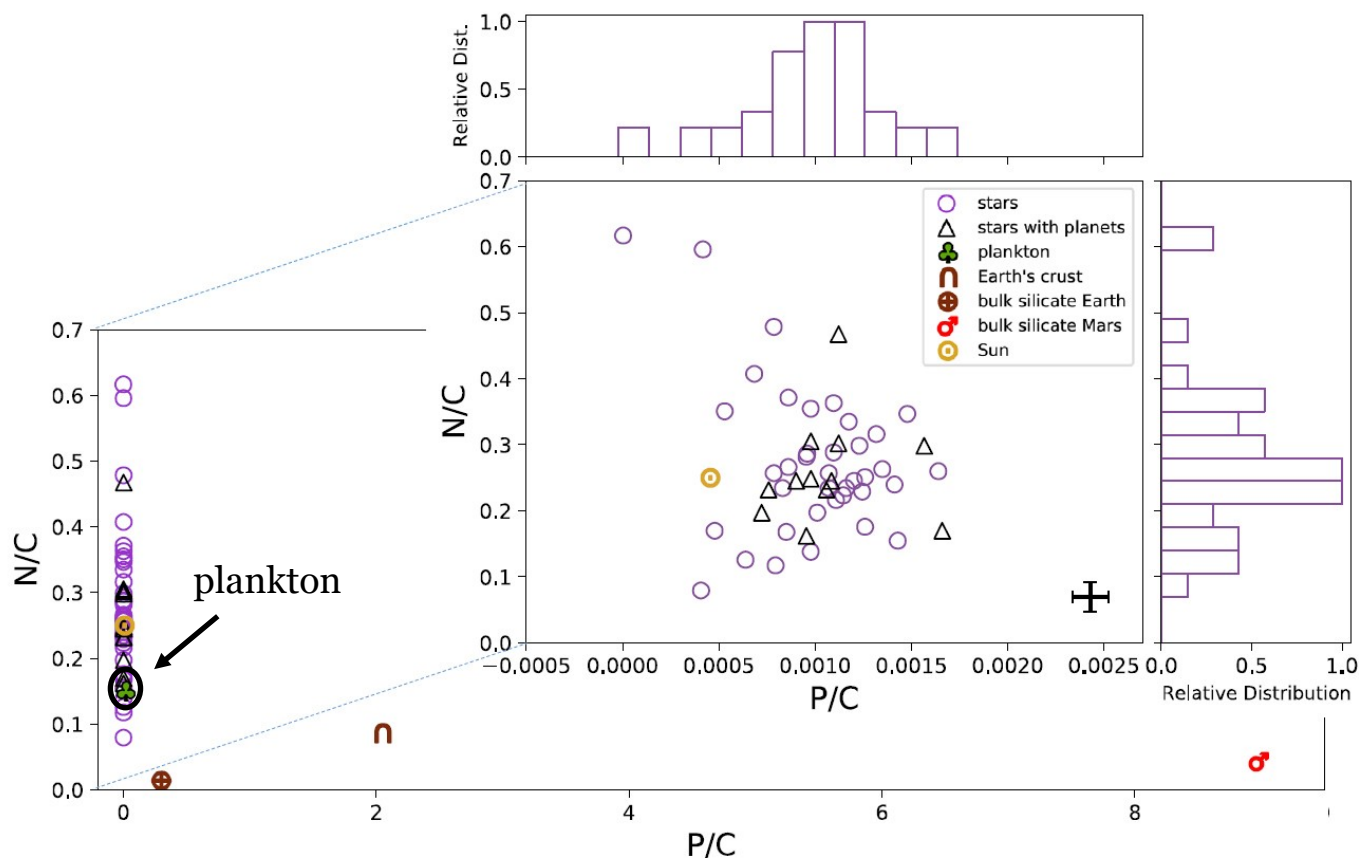 Relative Dist.
1.0
0.5
0.0
0.7
0.6
0.5
0.4
0.3
0.2
0.1
0.0
N/C
stars
stars with planets
plankton
Earth's crust
bulk silicate Earth
bulk silicate Mars
Sun
−0.0005 0.0000 0.0005 0.0010 0.0015 0.0020 0.0025
P/C
0.0 0.5 1.0
Relative Distribution
0.7
0.6
0.5
0.4
0.3
0.2
0.1
0.0
N/C
plankton
0 2 4 6 8
P/C